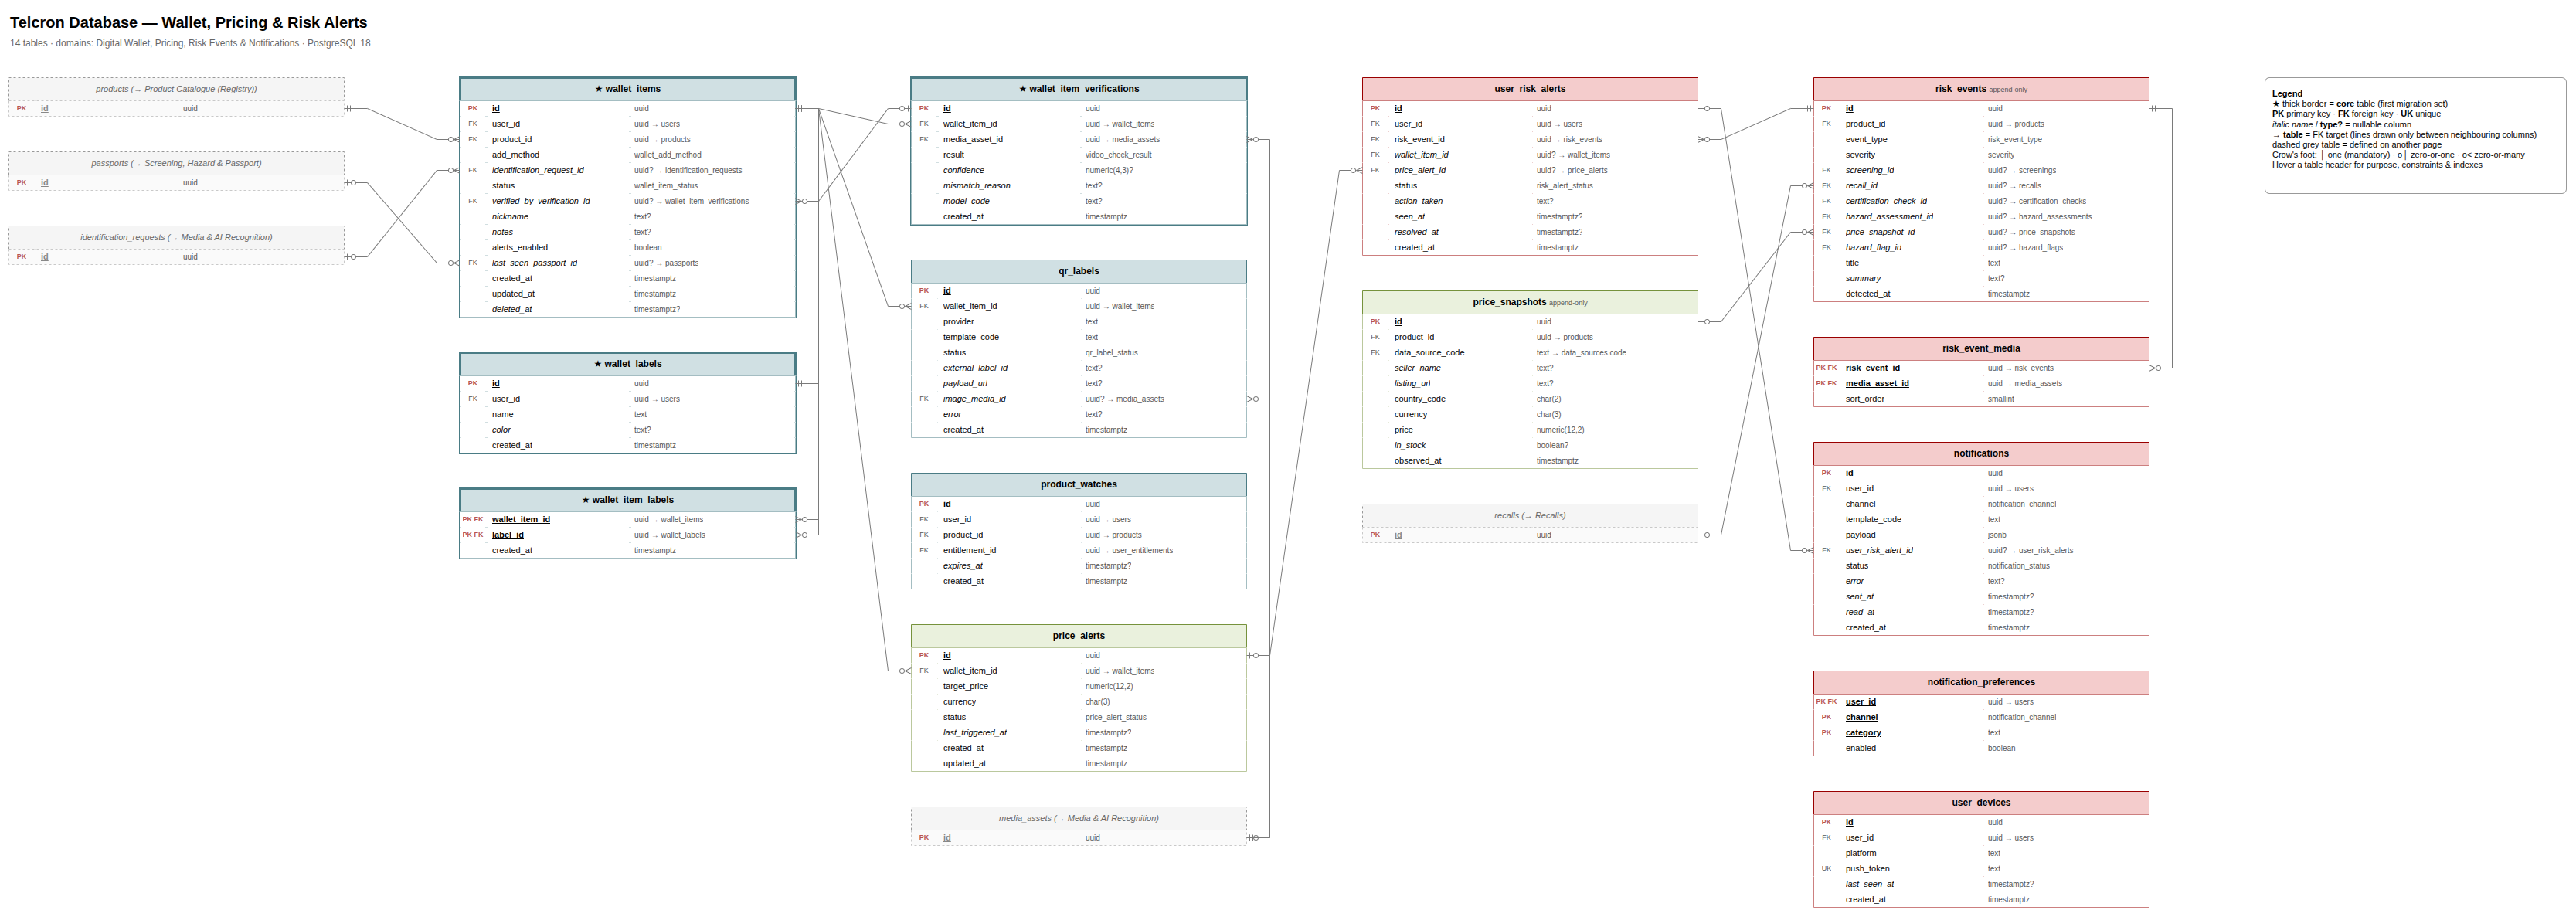 Telcron Database — Wallet, Pricing & Risk Alerts
14 tables · domains: Digital Wallet, Pricing, Risk Events & Notifications · PostgreSQL 18
products (→ Product Catalogue (Registry))
PK id uuid
passports (→ Screening, Hazard & Passport)
PK id uuid
identification_requests (→ Media & AI Recognition)
PK id uuid
★ wallet_items
PK id uuid
FK user_id uuid → users
FK product_id uuid → products
add_method wallet_add_method
FK identification_request_id uuid? → identification_requests
status wallet_item_status
FK verified_by_verification_id uuid? → wallet_item_verifications
nickname text?
notes text?
alerts_enabled boolean
FK last_seen_passport_id uuid? → passports
created_at timestamptz
updated_at timestamptz
deleted_at timestamptz?
★ wallet_labels
PK id uuid
FK user_id uuid → users
name text
color text?
created_at timestamptz
★ wallet_item_labels
PK FK wallet_item_id uuid → wallet_items
PK FK label_id uuid → wallet_labels
created_at timestamptz
★ wallet_item_verifications
PK id uuid
FK wallet_item_id uuid → wallet_items
FK media_asset_id uuid → media_assets
result video_check_result
confidence numeric(4,3)?
mismatch_reason text?
model_code text?
created_at timestamptz
qr_labels
PK id uuid
FK wallet_item_id uuid → wallet_items
provider text
template_code text
status qr_label_status
external_label_id text?
payload_url text?
FK image_media_id uuid? → media_assets
error text?
created_at timestamptz
product_watches
PK id uuid
FK user_id uuid → users
FK product_id uuid → products
FK entitlement_id uuid → user_entitlements
expires_at timestamptz?
created_at timestamptz
price_alerts
PK id uuid
FK wallet_item_id uuid → wallet_items
target_price numeric(12,2)
currency char(3)
status price_alert_status
last_triggered_at timestamptz?
created_at timestamptz
updated_at timestamptz
media_assets (→ Media & AI Recognition)
PK id uuid
user_risk_alerts
PK id uuid
FK user_id uuid → users
FK risk_event_id uuid → risk_events
FK wallet_item_id uuid? → wallet_items
FK price_alert_id uuid? → price_alerts
status risk_alert_status
action_taken text?
seen_at timestamptz?
resolved_at timestamptz?
created_at timestamptz
price_snapshots append-only
PK id uuid
FK product_id uuid → products
FK data_source_code text → data_sources.code
seller_name text?
listing_url text?
country_code char(2)
currency char(3)
price numeric(12,2)
in_stock boolean?
observed_at timestamptz
recalls (→ Recalls)
PK id uuid
risk_events append-only
PK id uuid
FK product_id uuid → products
event_type risk_event_type
severity severity
FK screening_id uuid? → screenings
FK recall_id uuid? → recalls
FK certification_check_id uuid? → certification_checks
FK hazard_assessment_id uuid? → hazard_assessments
FK price_snapshot_id uuid? → price_snapshots
FK hazard_flag_id uuid? → hazard_flags
title text
summary text?
detected_at timestamptz
risk_event_media
PK FK risk_event_id uuid → risk_events
PK FK media_asset_id uuid → media_assets
sort_order smallint
notifications
PK id uuid
FK user_id uuid → users
channel notification_channel
template_code text
payload jsonb
FK user_risk_alert_id uuid? → user_risk_alerts
status notification_status
error text?
sent_at timestamptz?
read_at timestamptz?
created_at timestamptz
notification_preferences
PK FK user_id uuid → users
PK channel notification_channel
PK category text
enabled boolean
user_devices
PK id uuid
FK user_id uuid → users
platform text
UK push_token text
last_seen_at timestamptz?
created_at timestamptz
Legend
★ thick border = core table (first migration set)
PK primary key · FK foreign key · UK unique
italic name / type? = nullable column
→ table = FK target (lines drawn only between neighbouring columns)
dashed grey table = defined on another page
Crow's foot: ┼ one (mandatory) · o┼ zero-or-one · o< zero-or-many
Hover a table header for purpose, constraints & indexes